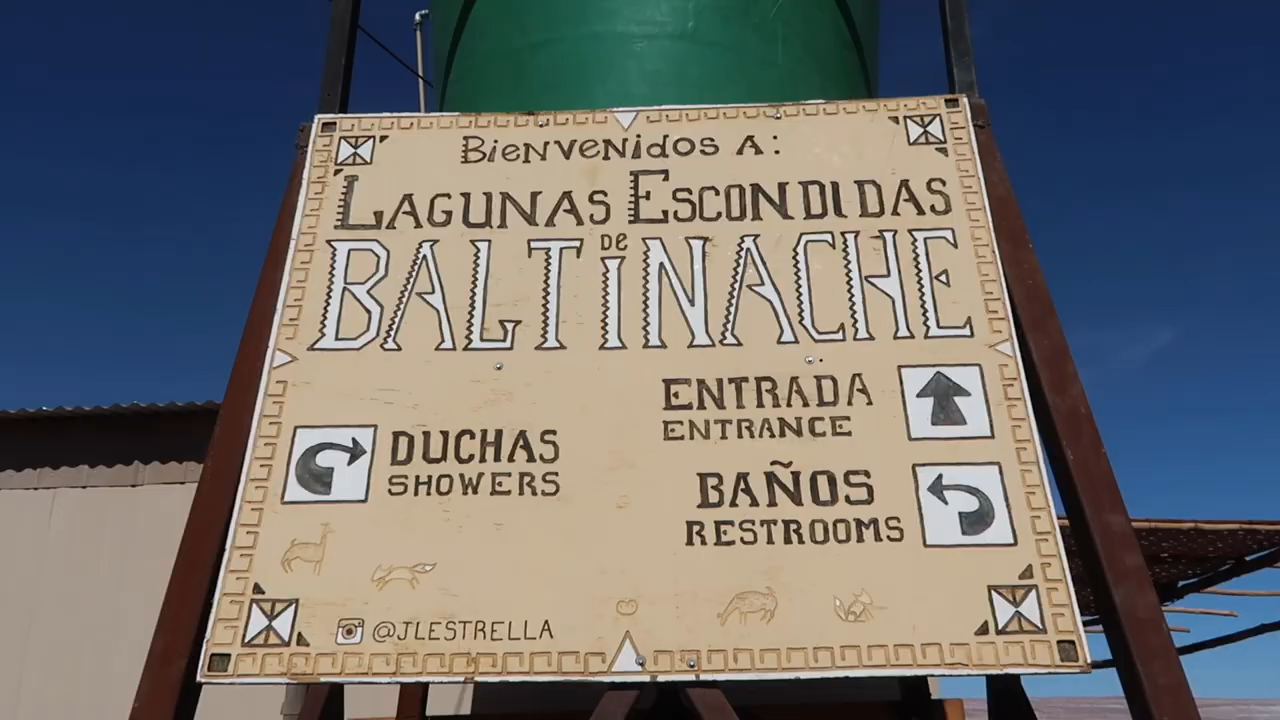 Bienvenidos A:
LAGUNAS ESCONDIDAS
DE
BALTINACHE
ENTRADA
ENTRANCE
DUCHAS
SHOWERS
BAÑOS
RESTROOMS
@JLESTRELLA